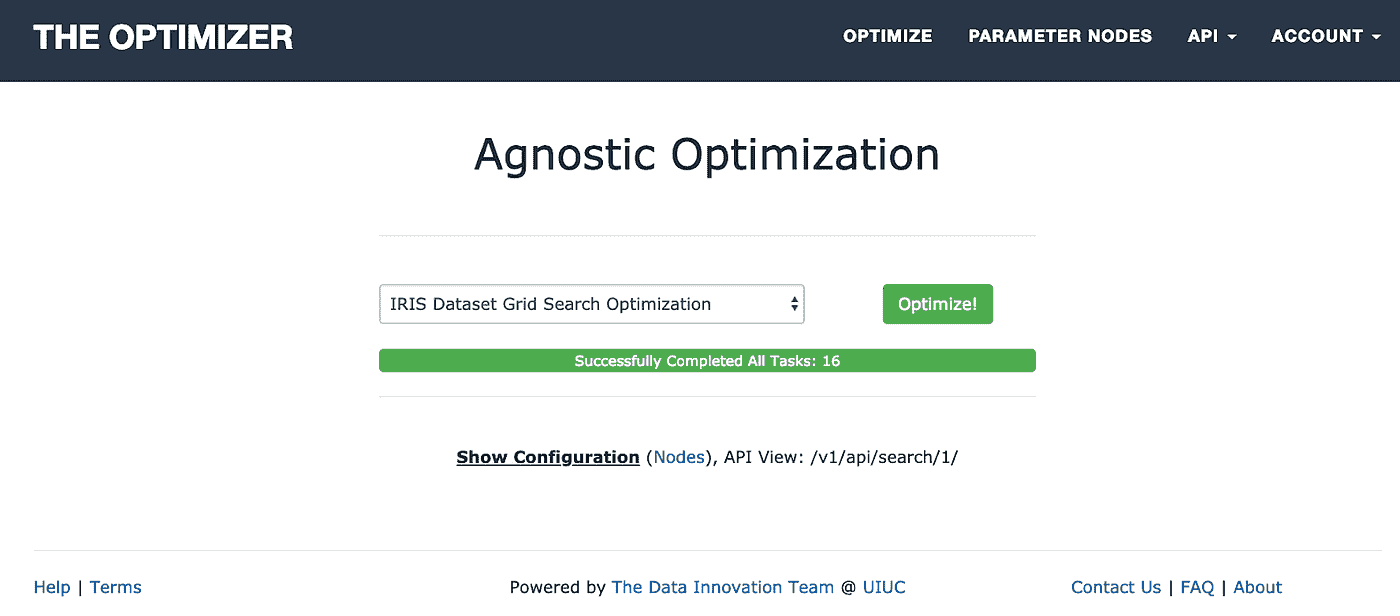 THE OPTIMIZER OPTIMIZE PARAMETER NODES API ACCOUNT
Agnostic Optimization
IRIS Dataset Grid Search Optimization Optimize!
Successfully Completed All Tasks: 16
Show Configuration (Nodes), API View: /v1/api/search/1/
Help | Terms Powered by The Data Innovation Team @ UIUC Contact Us | FAQ | About